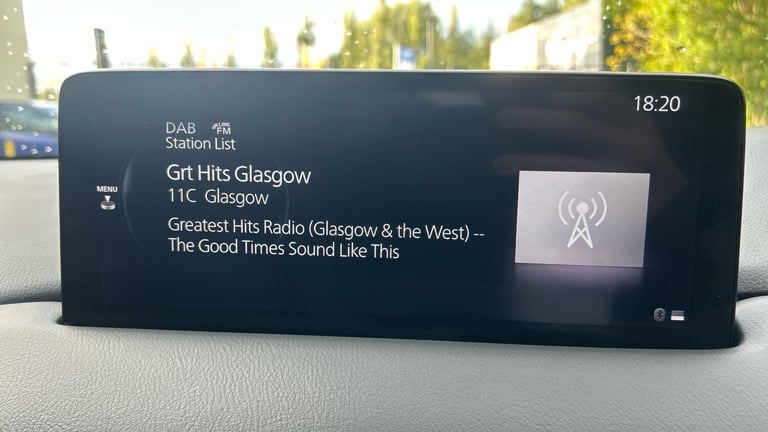 18:20
DAB LINK FM
Station List
Grt Hits Glasgow
MENU
11C Glasgow
Greatest Hits Radio (Glasgow & the West) --
The Good Times Sound Like This